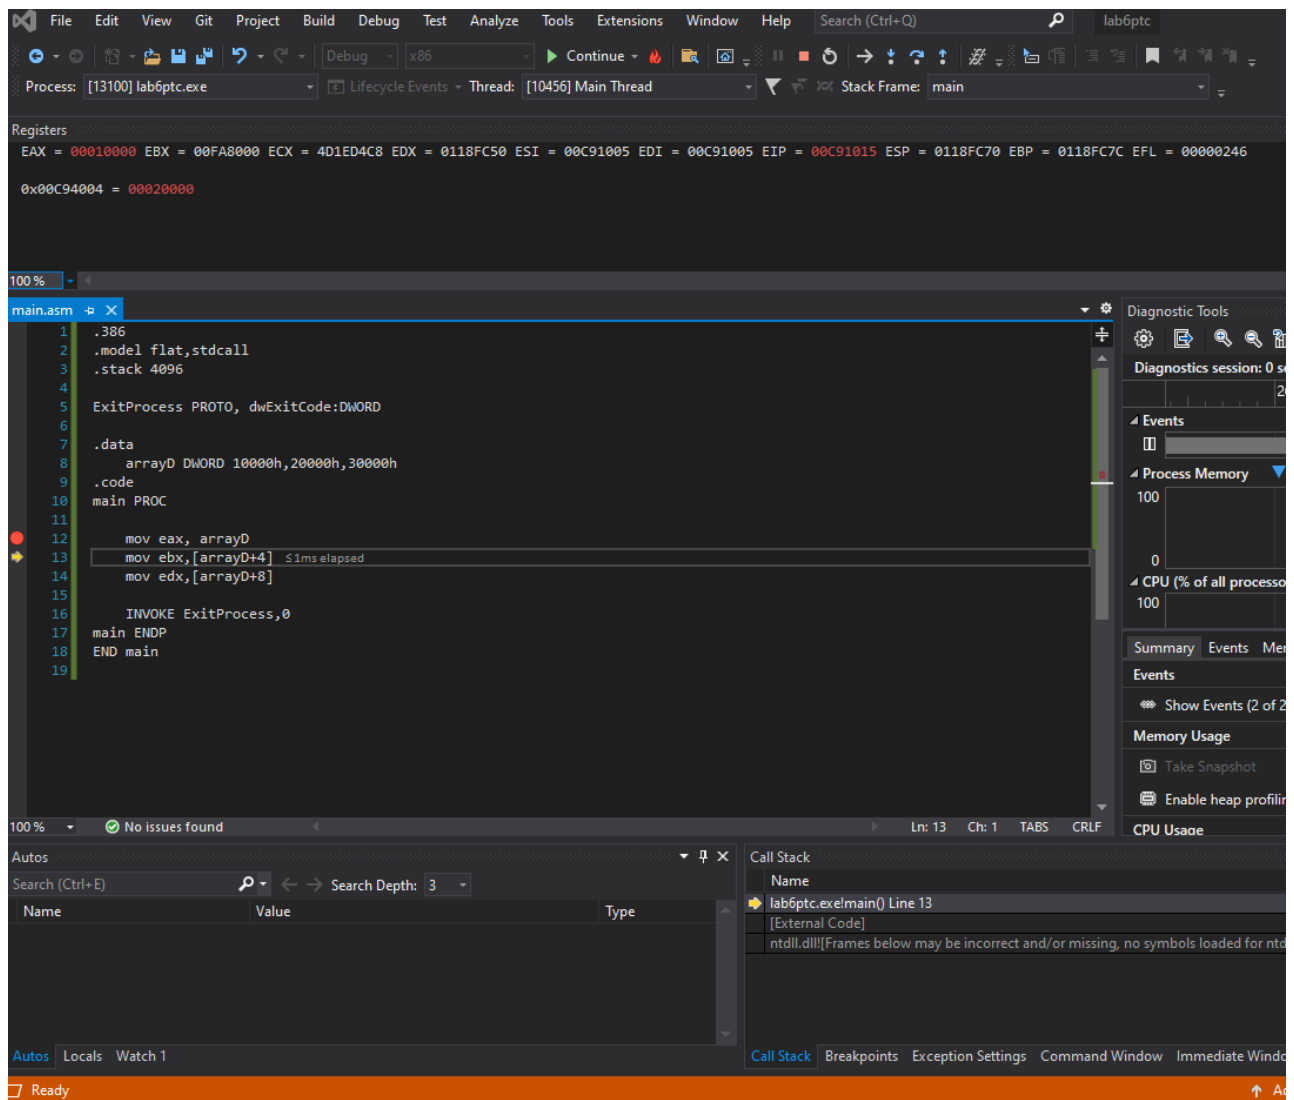 File Edit View Git Project Build Debug Test Analyze Tools Extensions Window Help Search (Ctrl+Q) lab6ptc
Debug x86 Continue
Process: [13100] lab6ptc.exe Lifecycle Events Thread: [10456] Main Thread Stack Frame: main
Registers
EAX = 00010000 EBX = 00FA8000 ECX = 4D1ED4C8 EDX = 0118FC50 ESI = 00C91005 EDI = 00C91005 EIP = 00C91015 ESP = 0118FC70 EBP = 0118FC7C EFL = 00000246
0x00C94004 = 00020000
100 %
main.asm
Diagnostic Tools
1 .386
2 .model flat,stdcall
3 .stack 4096
4
5 ExitProcess PROTO, dwExitCode:DWORD
6
7 .data
8 arrayD DWORD 10000h,20000h,30000h
9 .code
10 main PROC
11
12 mov eax, arrayD
13 mov ebx,[arrayD+4] ≤1ms elapsed
14 mov edx,[arrayD+8]
15
16 INVOKE ExitProcess,0
17 main ENDP
18 END main
19
Diagnostics session: 0
Events
Process Memory
100
0
CPU (% of all
100
Summary Events
Events
Show Events (2 of 2
Memory Usage
Take Snapshot
Enable heap
CPU Usage
100 % No issues found Ln: 13 Ch: 1 TABS CRLF
Autos
Search (Ctrl+E) Search Depth: 3
Name Value Type
Autos Locals Watch 1
Call Stack
Name
lab6ptc.exe!main() Line 13
[External Code]
ntdll.dll![Frames below may be incorrect and/or missing, no symbols loaded for
Call Stack Breakpoints Exception Settings Command Window Immediate
Ready